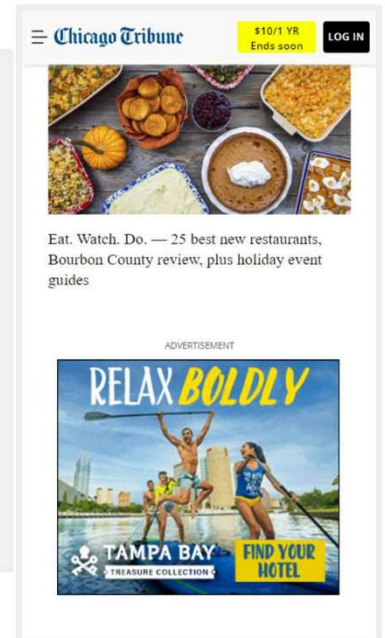 Chicago Tribune
$10/1 YR
Ends soon
LOG IN
Eat. Watch. Do. — 25 best new restaurants,
Bourbon County review, plus holiday event
guides
ADVERTISEMENT
RELAX BOLDLY
TAMPA BAY
TREASURE COLLECTION
FIND YOUR
HOTEL